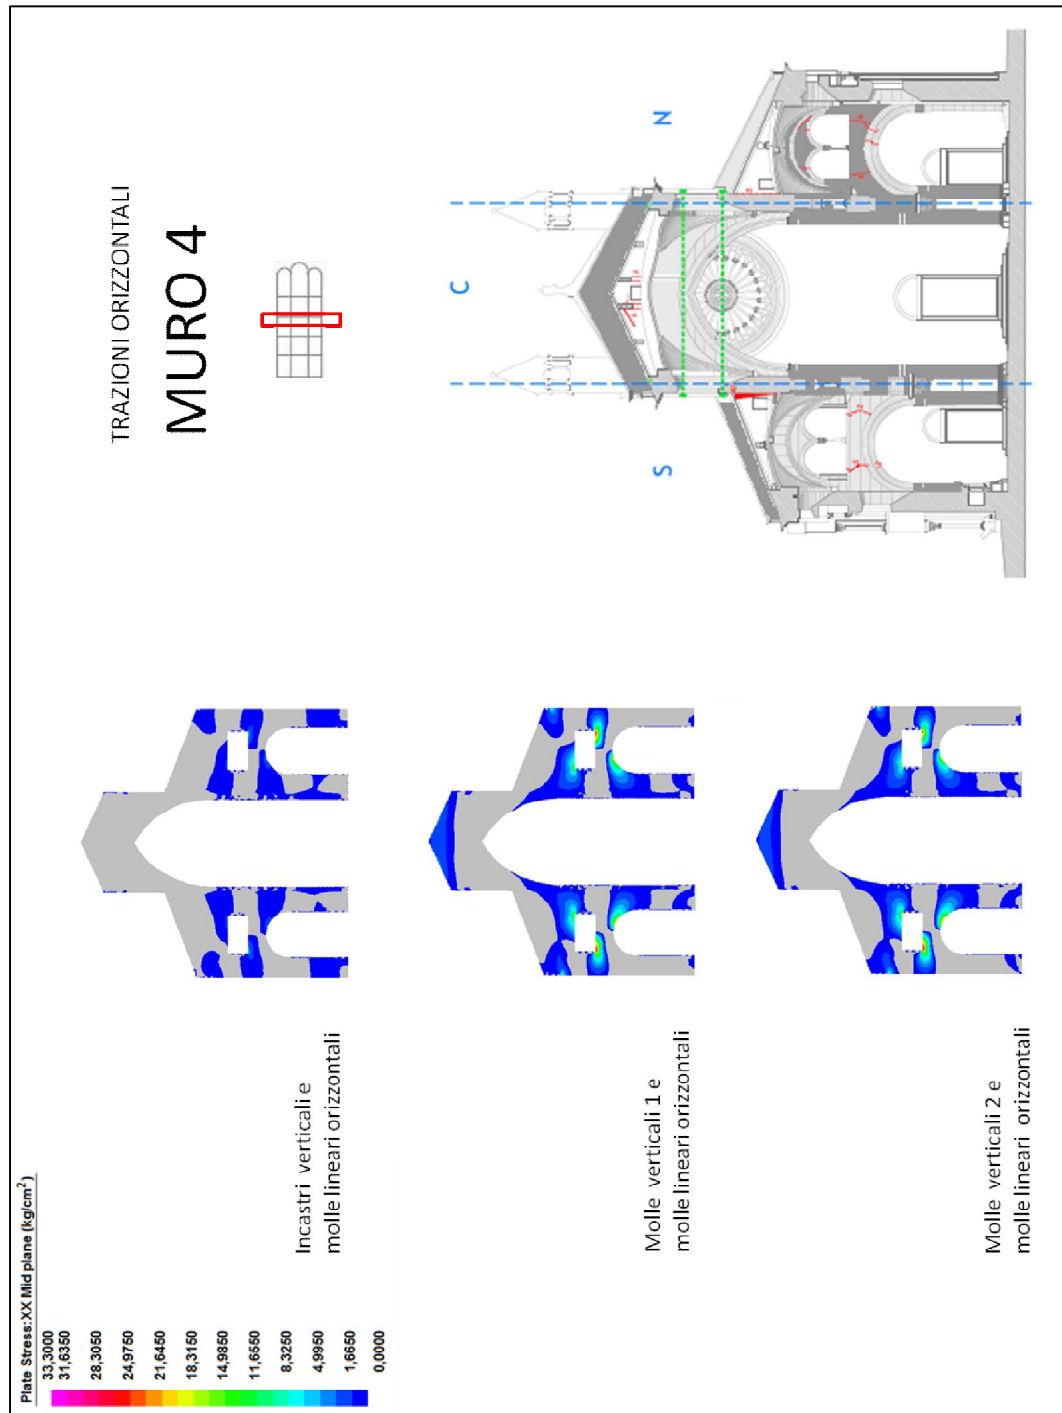 TRAZIONI ORIZZONTALI
MURO 4
S
C
N
Plate Stress:XX Mid plane (kg/cm²)
33,3000
31,6350
28,3050
24,9750
21,6450
18,3150
14,9850
11,6550
8,3250
4,9950
1,6650
0,0000
Incastri verticali e
molle lineari orizzontali
Molle verticali 1 e
molle lineari orizzontali
Molle verticali 2 e
molle lineari orizzontali